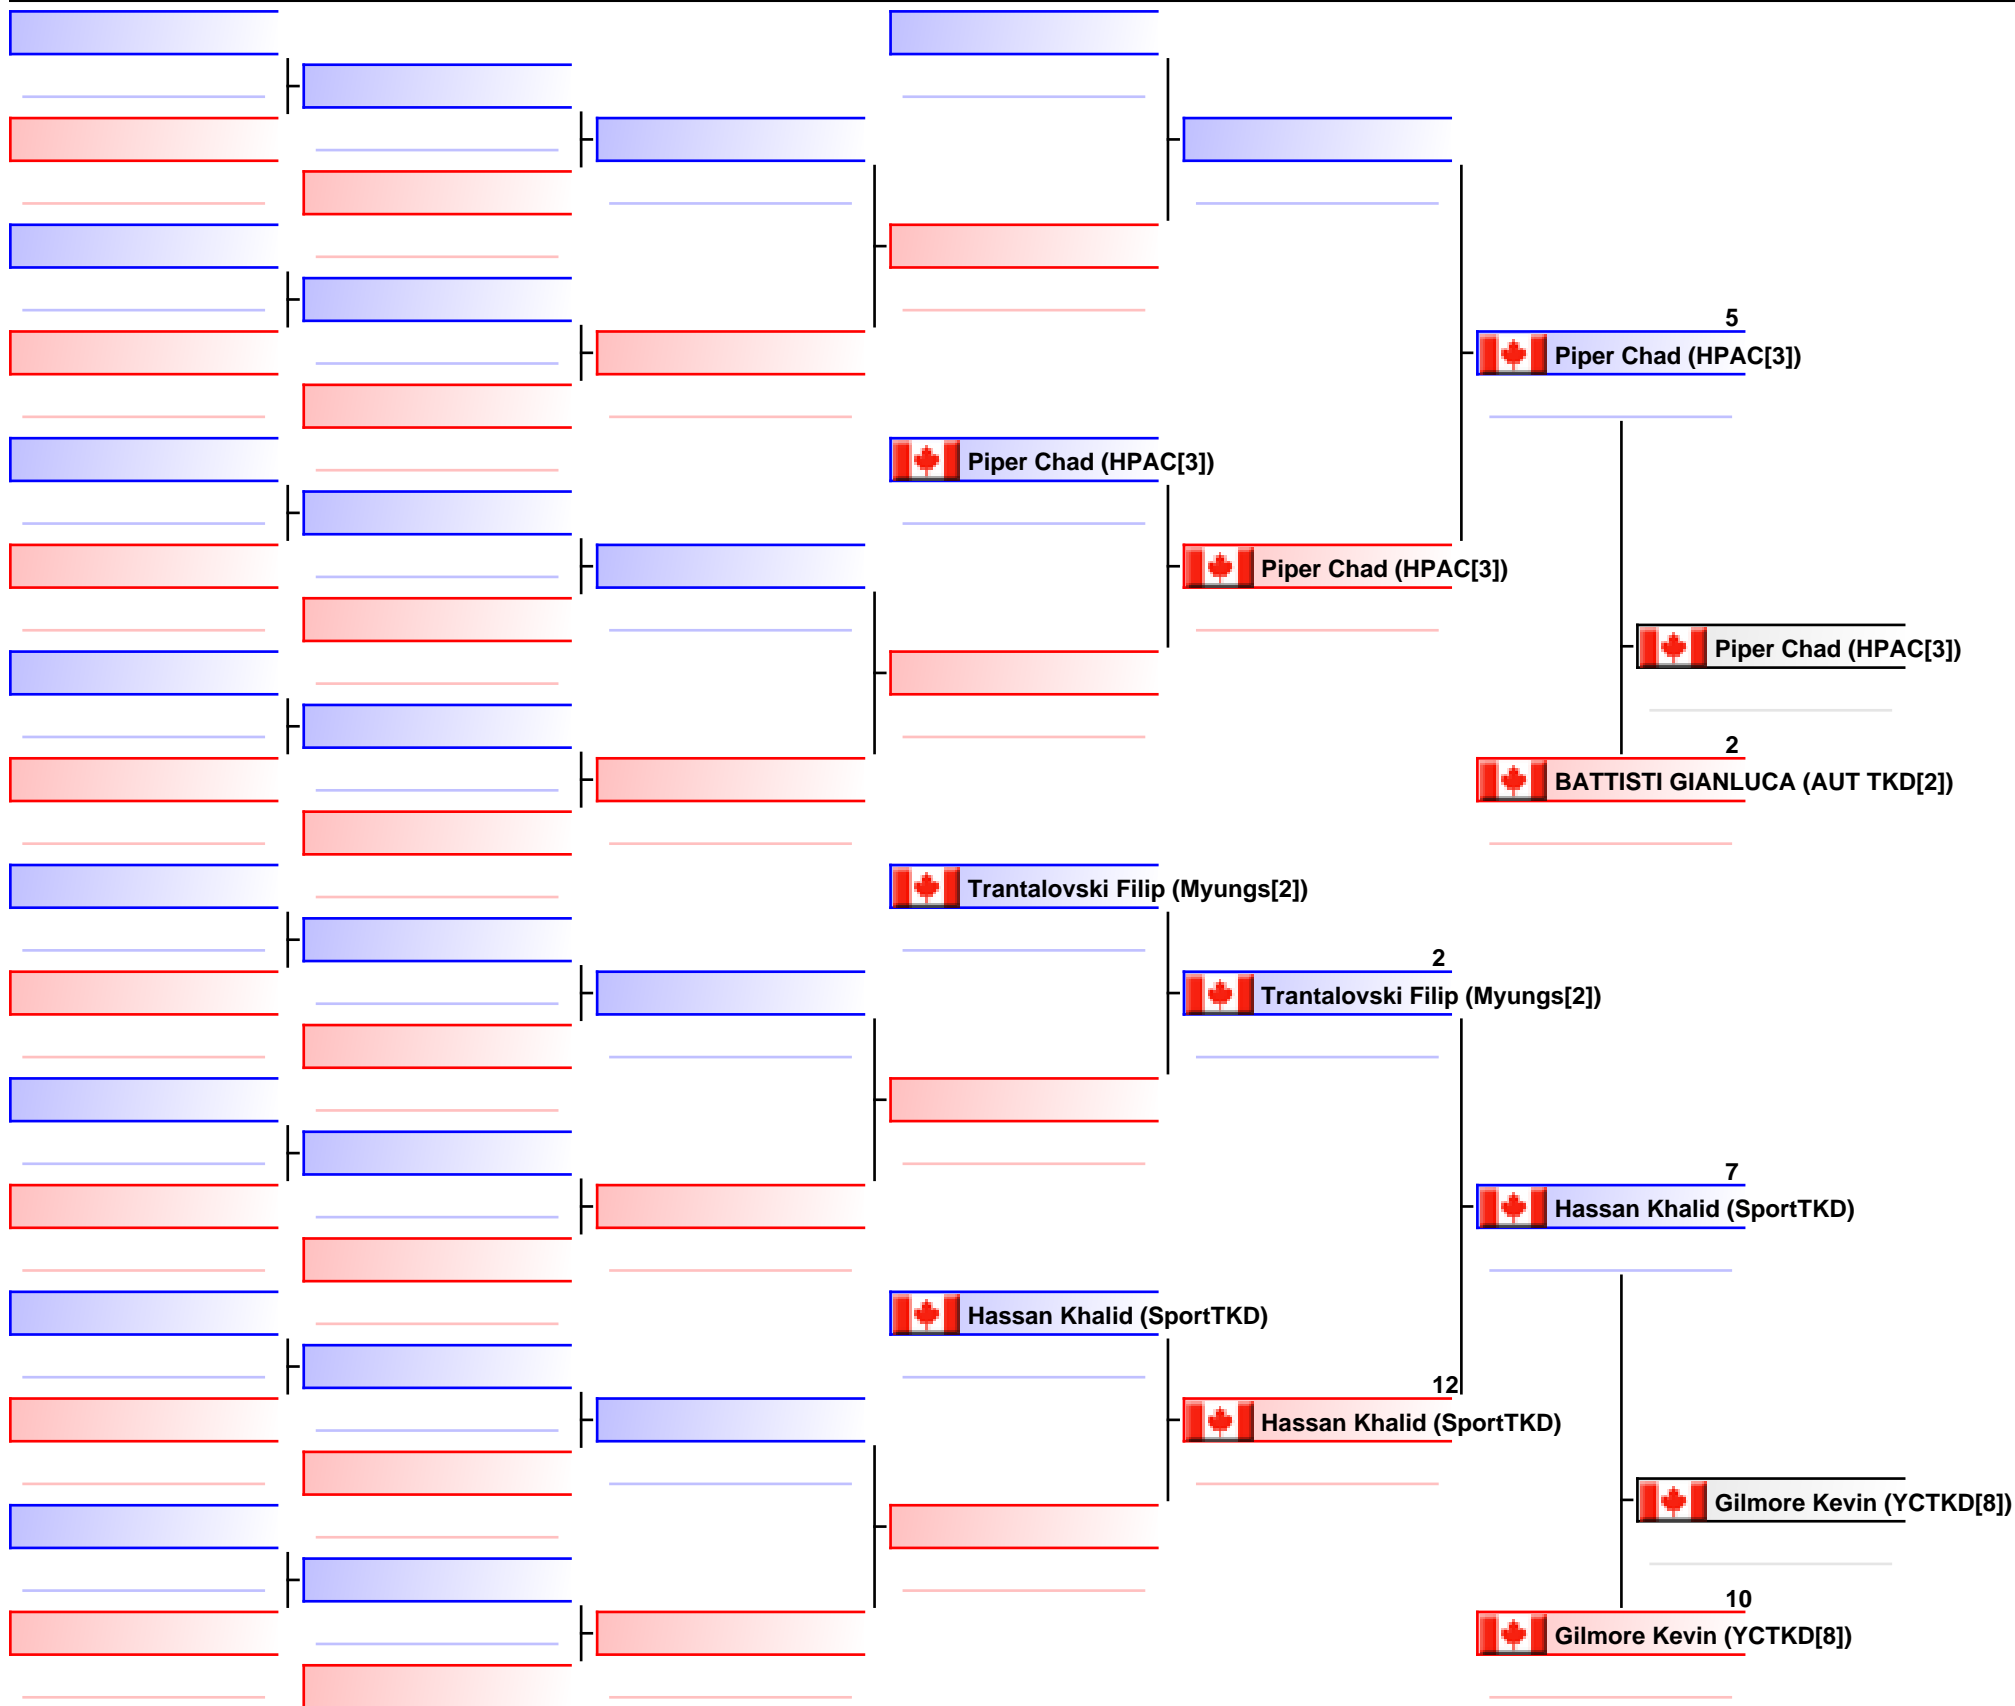 5
Piper Chad (HPAC[3])
Piper Chad (HPAC[3])
Piper Chad (HPAC[3])
Piper Chad (HPAC[3])
2
BATTISTI GIANLUCA (AUT TKD[2])
Trantalovski Filip (Myungs[2])
2
Trantalovski Filip (Myungs[2])
7
Hassan Khalid (SportTKD)
Hassan Khalid (SportTKD)
12
Hassan Khalid (SportTKD)
Gilmore Kevin (YCTKD[8])
10
Gilmore Kevin (YCTKD[8])